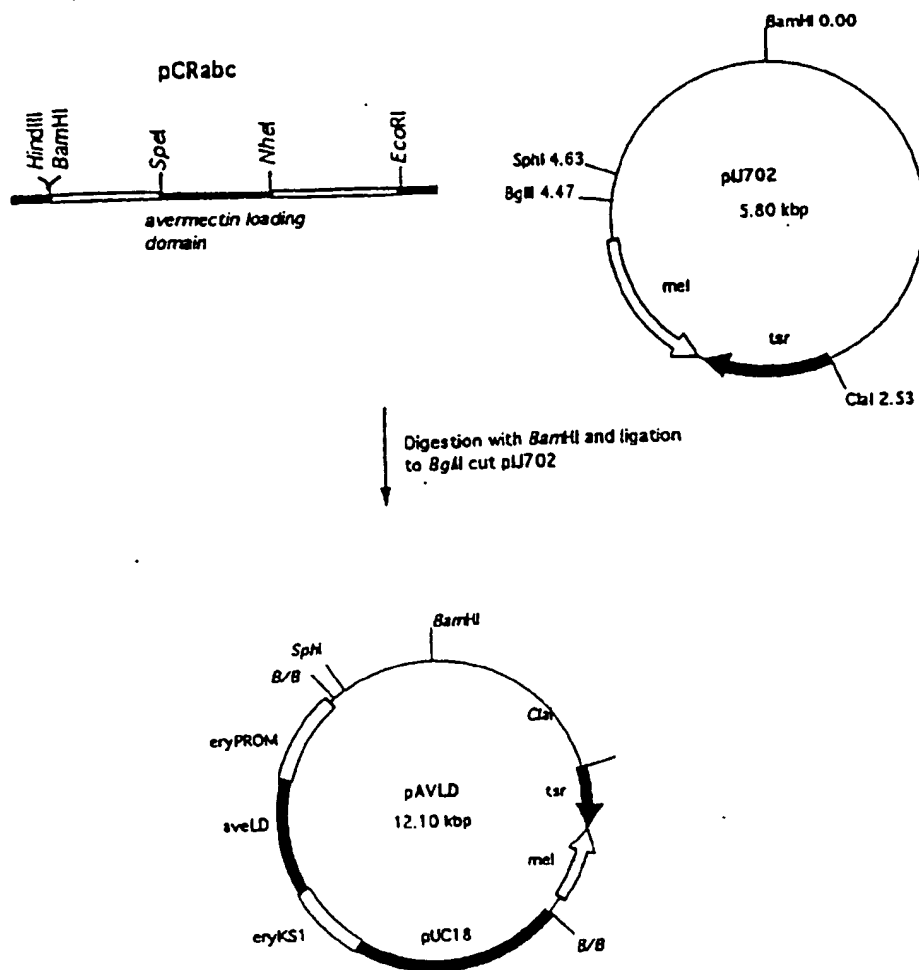 pCRabc
HindIII
BamHI
SpeI
NheI
EcoRI
avermectin loading
domain
BamHI 0.00
SphI 4.63
BglII 4.47
pIJ702
5.80 kbp
mel
tsr
ClaI 2.53
Digestion with BamHI and ligation
to BglII cut pIJ702
BamHI
SphI
B/B
ClaI
eryPROM
pAVLD
12.10 kbp
tsr
aveLD
mel
eryKS1
pUC18
B/B